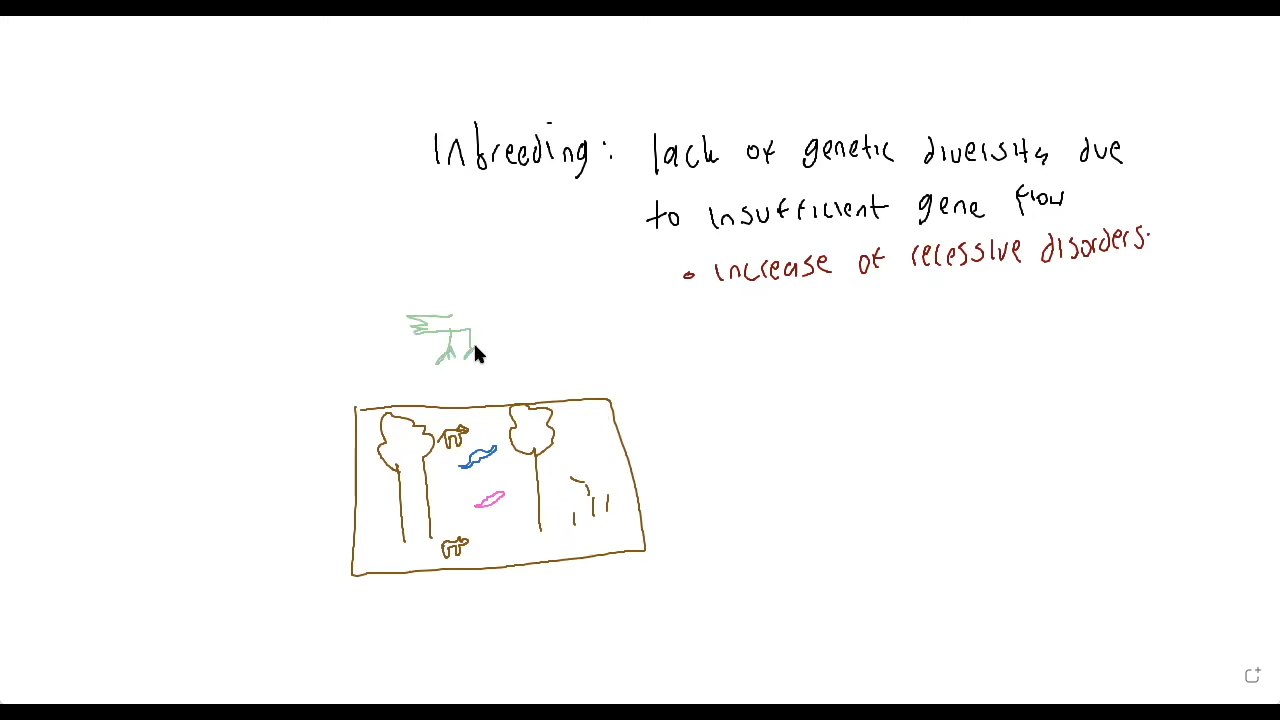 Inbreeding: lack of genetic diversity due
to insufficient gene flow
• increase of recessive disorders.